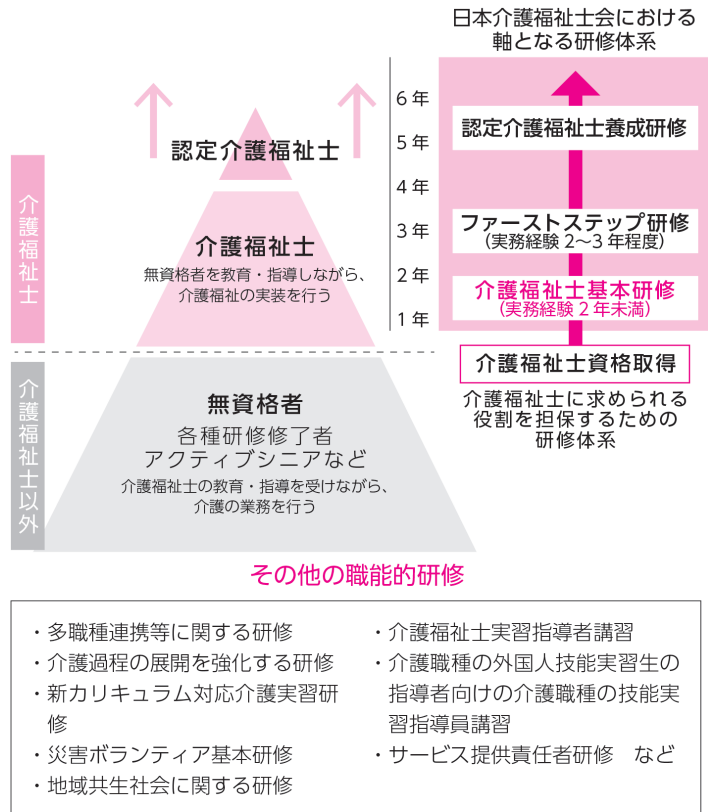 日本介護福祉士会における
軸となる研修体系
6年
5年
4年
3年
2年
1年
認定介護福祉士養成研修
ファーストステップ研修
(実務経験2〜3年程度)
介護福祉士基本研修
(実務経験2年未満)
介護福祉士資格取得
介護福祉士に求められる
役割を担保するための
研修体系
介護福祉士
認定介護福祉士
介護福祉士
無資格者を教育・指導しながら、
介護福祉の実装を行う
介護福祉士以外
無資格者
各種研修修了者
アクティブシニアなど
介護福祉士の教育・指導を受けながら、
介護の業務を行う
その他の職能的研修
・多職種連携等に関する研修
・介護過程の展開を強化する研修
・新カリキュラム対応介護実習研
修
・災害ボランティア基本研修
・地域共生社会に関する研修
・介護福祉士実習指導者講習
・介護職種の外国人技能実習生の
指導者向けの介護職種の技能実
習指導員講習
・サービス提供責任者研修　など